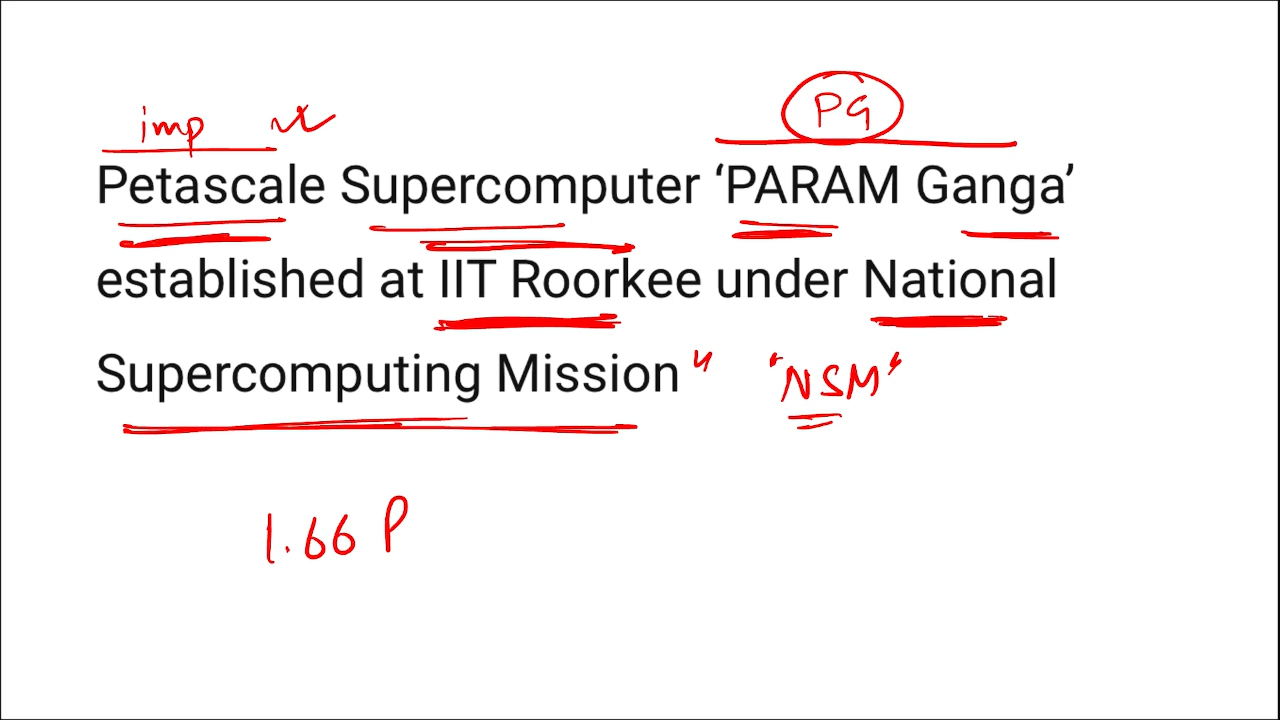 imp
PG
Petascale Supercomputer ‘PARAM Ganga’
established at IIT Roorkee under National
Supercomputing Mission" "NSM"
1.66 P